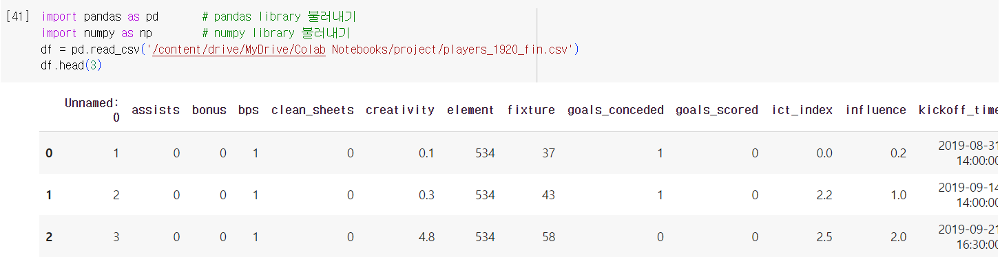 [41] import pandas as pd # pandas library 불러내기
import numpy as np # numpy library 불러내기
df = pd.read_csv('/content/drive/MyDrive/Colab Notebooks/project/players_1920_fin.csv')
df.head(3)
Unnamed: 0 assists bonus bps clean_sheets creativity element fixture goals_conceded goals_scored ict_index influence kickoff_time
0 1 0 0 1 0 0.1 534 37 1 0 0.0 0.2 2019-08-31 14:00:00
1 2 0 0 1 0 0.3 534 43 1 0 2.2 1.0 2019-09-14 14:00:00
2 3 0 0 1 0 4.8 534 58 0 0 2.5 2.0 2019-09-21 16:30:00